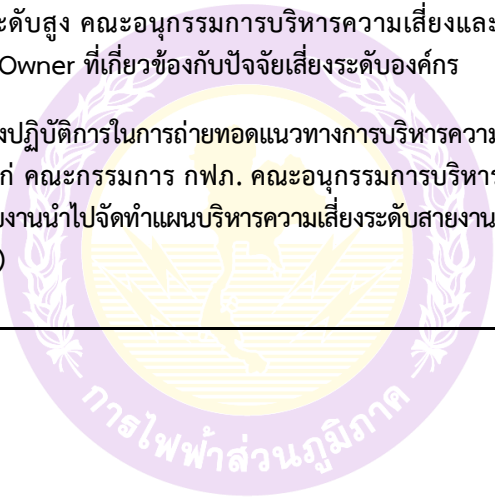 ะดับสูง คณะอนุกรรมการบริหารความเสี่ยงและ
Owner ที่เกี่ยวข้องกับปัจจัยเสี่ยงระดับองค์กร
งปฏิบัติการในการถ่ายทอดแนวทางการบริหารความ
ก่ คณะกรรมการ กฟภ. คณะอนุกรรมการบริหาร
ยงานนำไปจัดทำแผนบริหารความเสี่ยงระดับสายงาน
)
การไฟฟ้าส่วนภูมิภาค